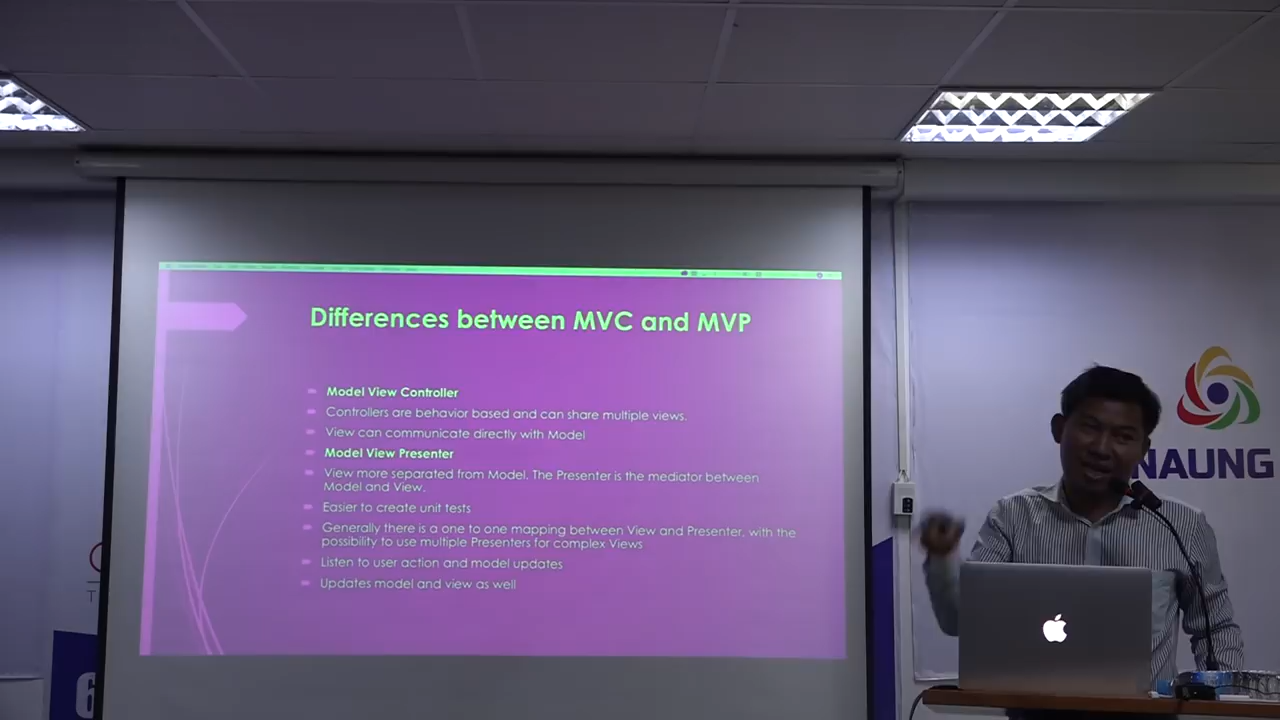 Differences between MVC and MVP
Model View Controller
Controllers are behavior based and can share multiple views.
View can communicate directly with Model
Model View Presenter
View more separated from Model. The Presenter is the mediator between
Model and View.
Easier to create unit tests
Generally there is a one to one mapping between View and Presenter, with the
possibility to use multiple Presenters for complex Views
Listen to user action and model updates
Updates model and view as well
NAUNG
6